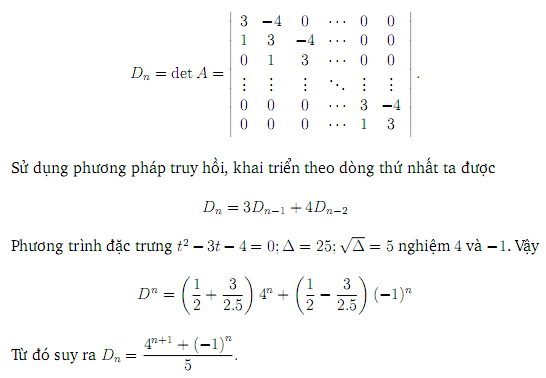 D_n = det A = | 3 −4 0 ⋯ 0 0 |
| 1 3 −4 ⋯ 0 0 |
| 0 1 3 ⋯ 0 0 |
| ⋮ ⋮ ⋮ ⋱ ⋮ ⋮ |
| 0 0 0 ⋯ 3 −4 |
| 0 0 0 ⋯ 1 3 | .
Sử dụng phương pháp truy hồi, khai triển theo dòng thứ nhất ta được
D_{n−1} = 3D_{n−1} + 4D_{n−2}
Phương trình đặc trưng t² − 3t − 4 = 0; Δ = 25; √Δ = 5 nghiệm 4 và −1. Vậy
D^n = (1/2 + 3/2.5) 4^n + (1/2 − 3/2.5) (−1)^n
Từ đó suy ra D_n = (4^{n+1} + (−1)^n)/5.